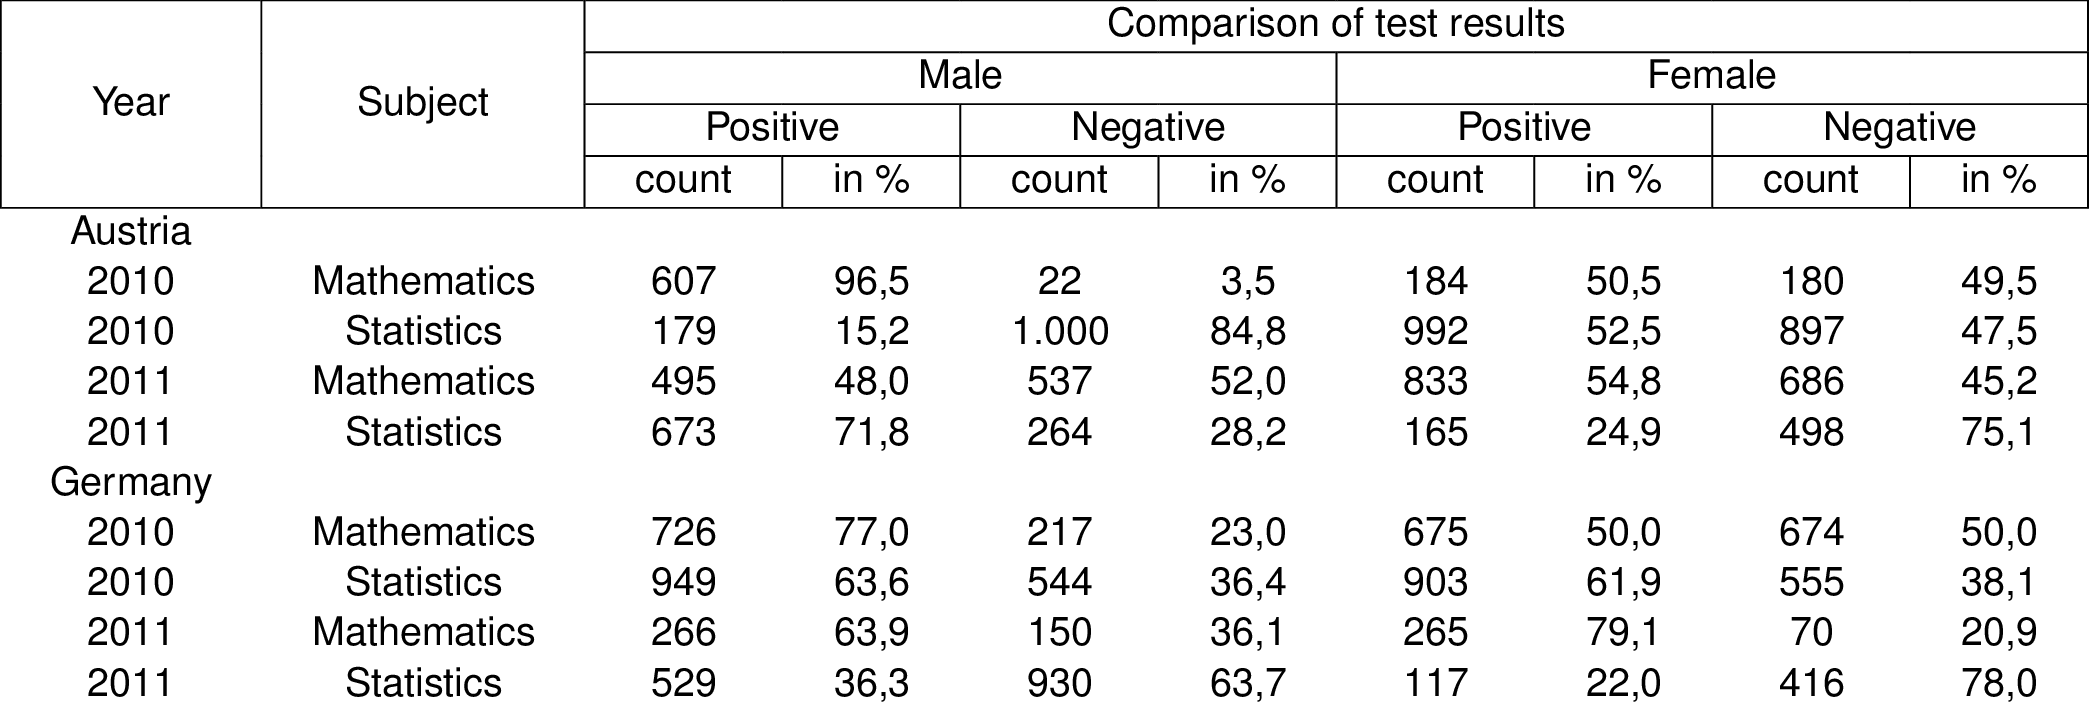 Comparison of test results
Year Subject Male Female
Positive Negative Positive Negative
count in % count in % count in % count in %
Austria
2010 Mathematics 607 96,5 22 3,5 184 50,5 180 49,5
2010 Statistics 179 15,2 1.000 84,8 992 52,5 897 47,5
2011 Mathematics 495 48,0 537 52,0 833 54,8 686 45,2
2011 Statistics 673 71,8 264 28,2 165 24,9 498 75,1
Germany
2010 Mathematics 726 77,0 217 23,0 675 50,0 674 50,0
2010 Statistics 949 63,6 544 36,4 903 61,9 555 38,1
2011 Mathematics 266 63,9 150 36,1 265 79,1 70 20,9
2011 Statistics 529 36,3 930 63,7 117 22,0 416 78,0